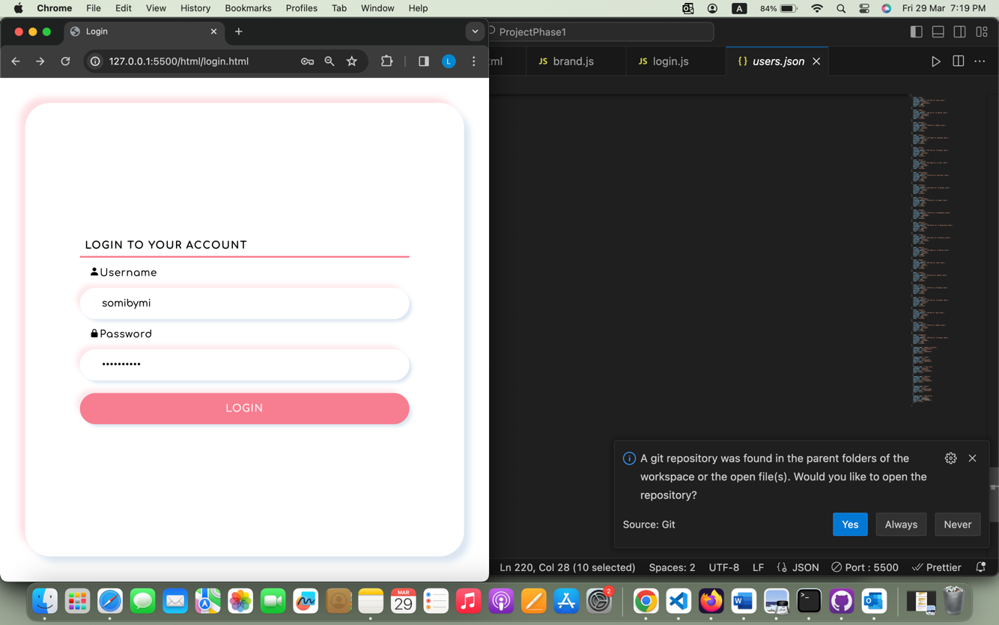 Chrome File Edit View History Bookmarks Profiles Tab Window Help A 84% Fri 29 Mar 7:19 PM
Login
ProjectPhase1
127.0.0.1:5500/html/login.html L
ml JS brand.js JS login.js {} users.json
LOGIN TO YOUR ACCOUNT
Username
somibymi
Password
••••••••••
LOGIN
A git repository was found in the parent folders of the
workspace or the open file(s). Would you like to open the
repository?
Source: Git Yes Always Never
Ln 220, Col 28 (10 selected) Spaces: 2 UTF-8 LF {} JSON Port : 5500 Prettier
MAR
29
2